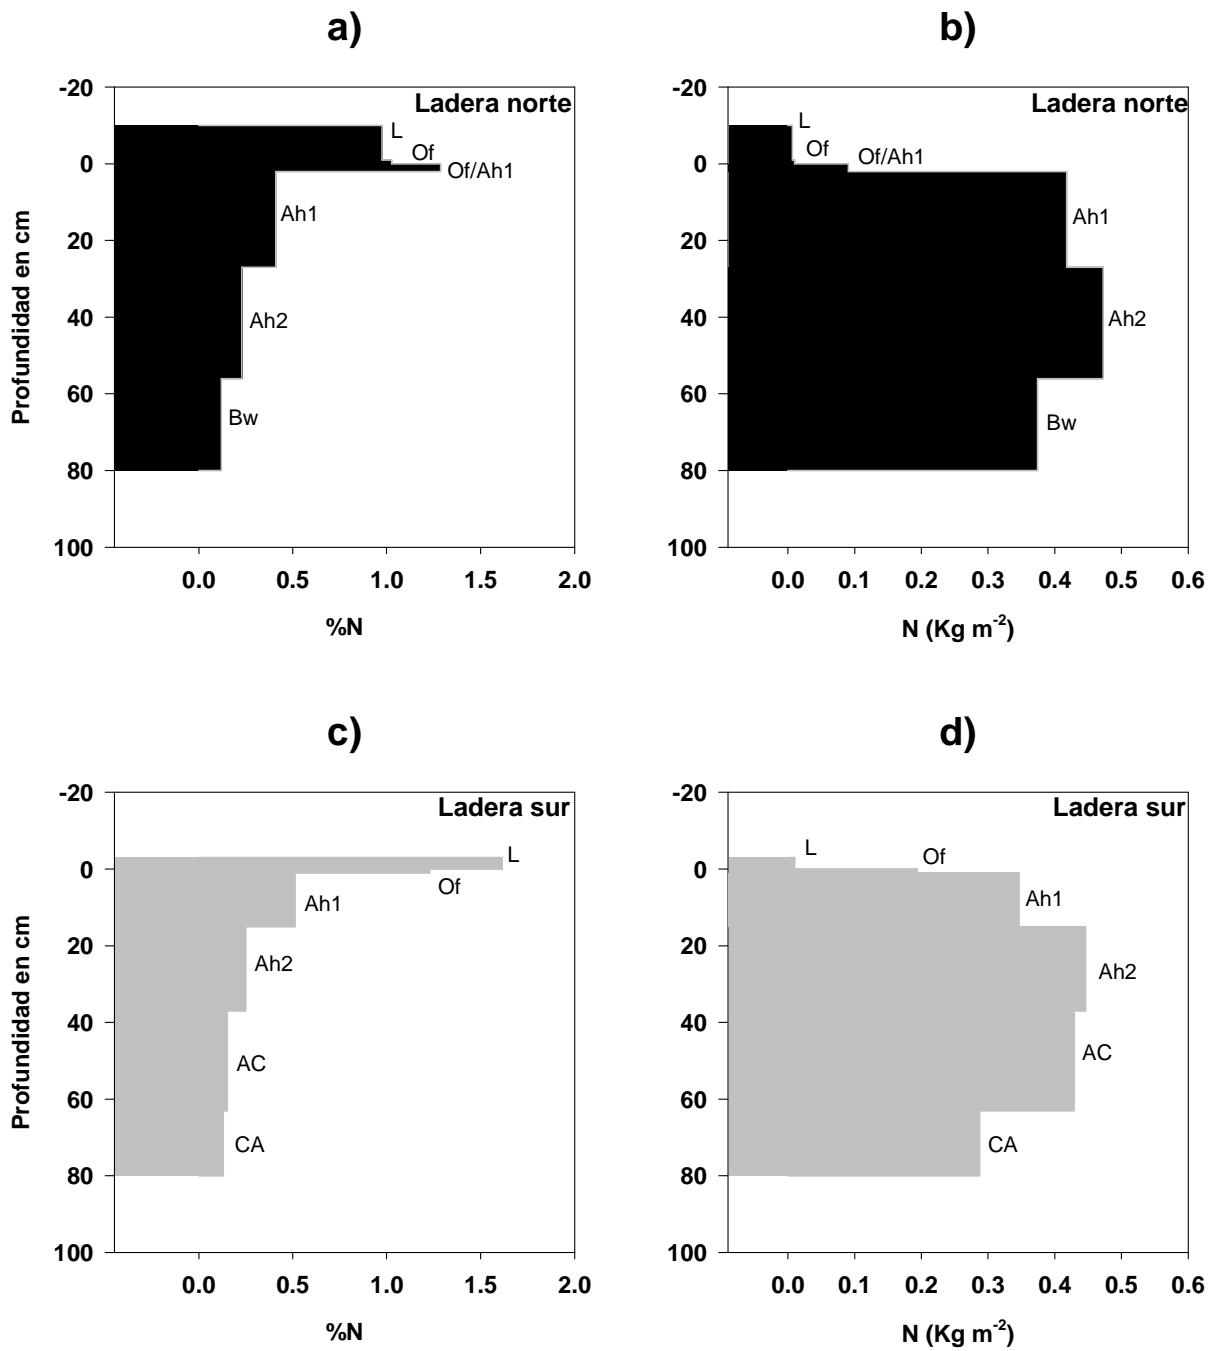 a)
Ladera norte
-20
0
20
40
60
80
100
Profundidad en cm
L
Of
Of/Ah1
Ah1
Ah2
Bw
0.0 0.5 1.0 1.5 2.0
%N
b)
Ladera norte
-20
0
20
40
60
80
100
L
Of
Of/Ah1
Ah1
Ah2
Bw
0.0 0.1 0.2 0.3 0.4 0.5 0.6
N (Kg m⁻²)
c)
Ladera sur
-20
0
20
40
60
80
100
Profundidad en cm
L
Of
Ah1
Ah2
AC
CA
0.0 0.5 1.0 1.5 2.0
%N
d)
Ladera sur
-20
0
20
40
60
80
100
L
Of
Ah1
Ah2
AC
CA
0.0 0.1 0.2 0.3 0.4 0.5 0.6
N (Kg m⁻²)